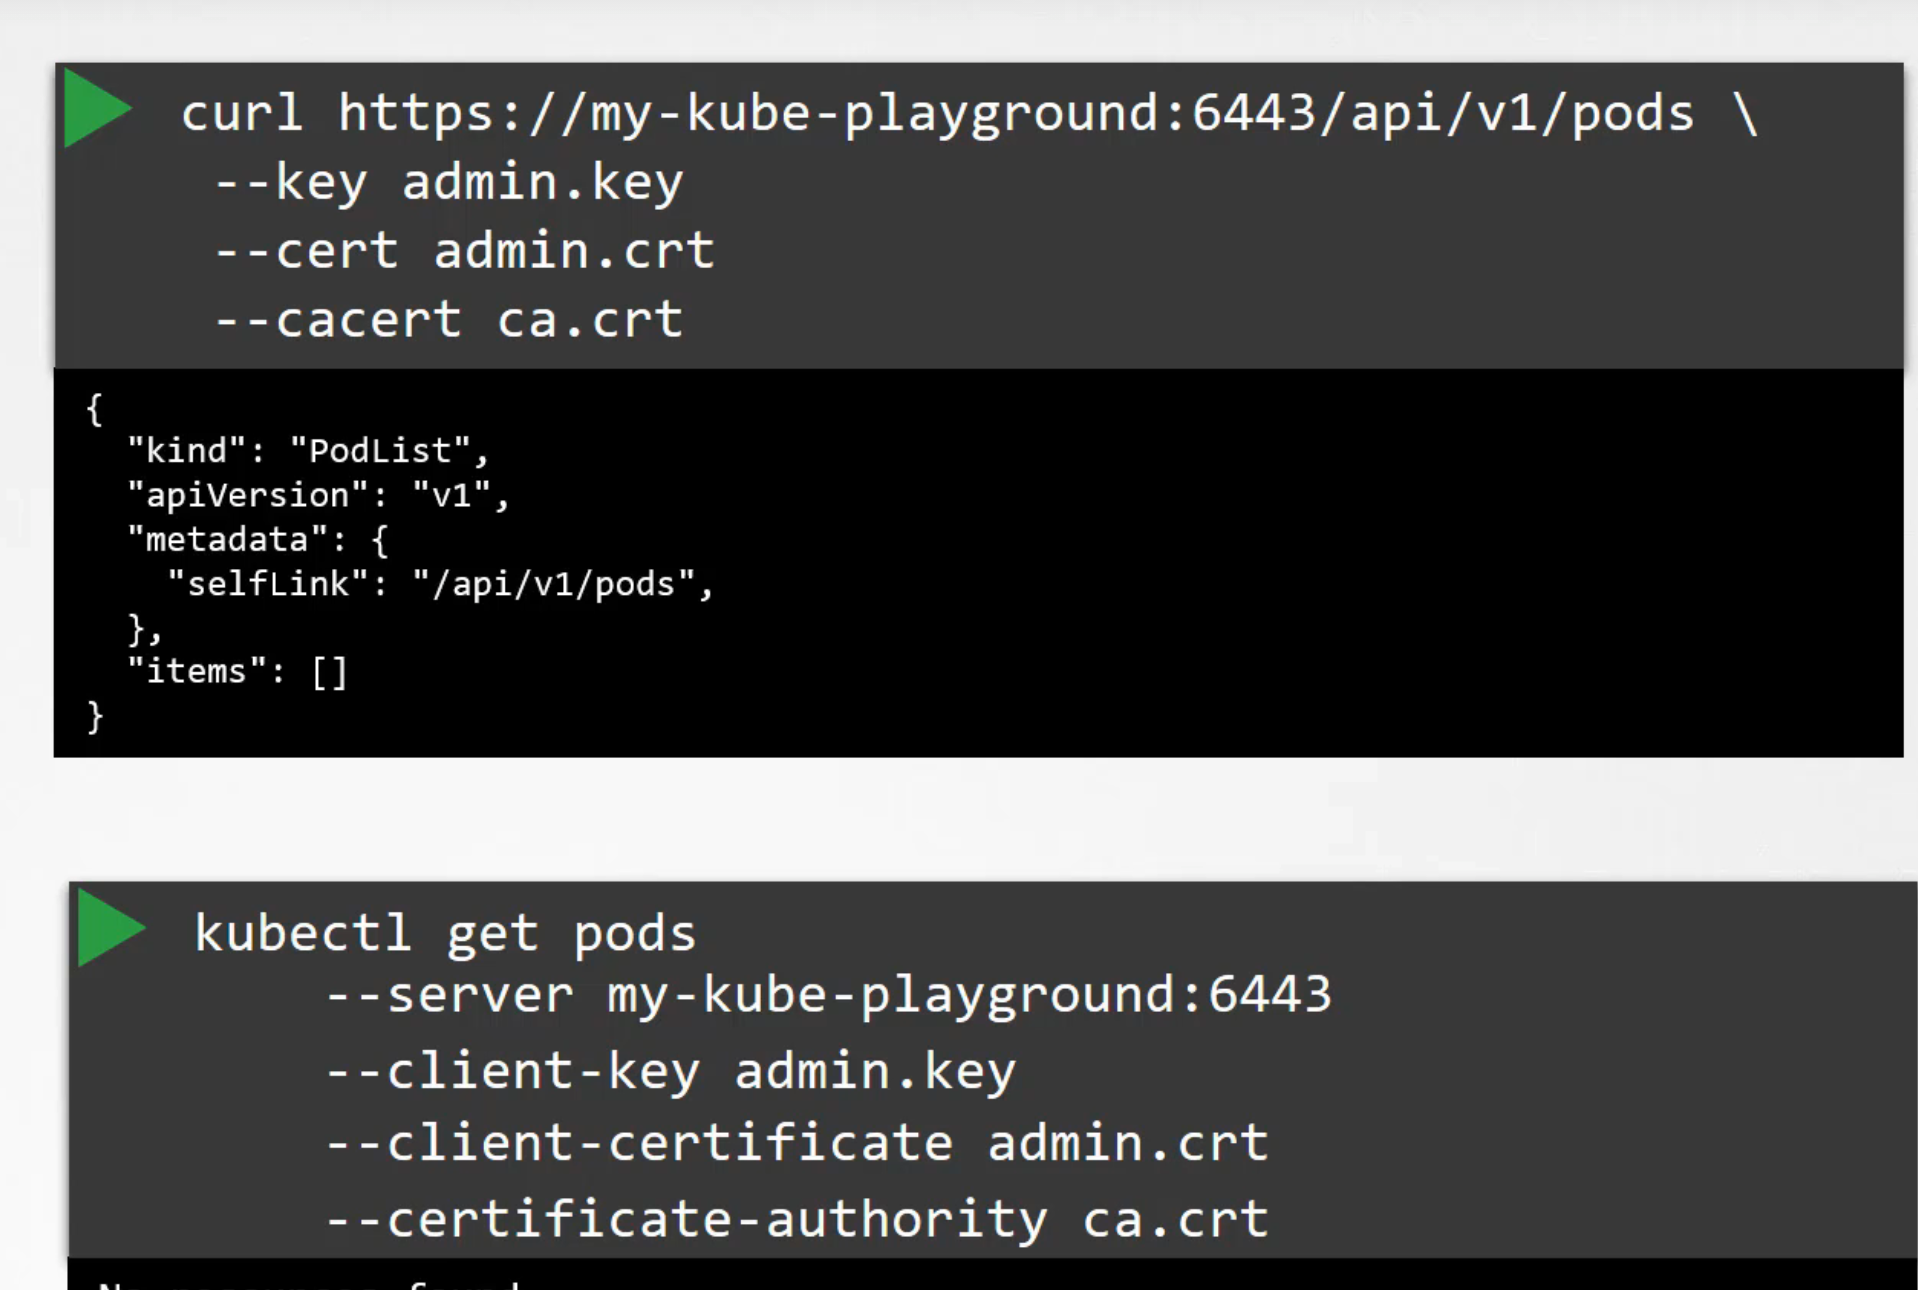 curl https://my-kube-playground:6443/api/v1/pods \
--key admin.key
--cert admin.crt
--cacert ca.crt
{
"kind": "PodList",
"apiVersion": "v1",
"metadata": {
"selfLink": "/api/v1/pods",
},
"items": []
}
kubectl get pods
--server my-kube-playground:6443
--client-key admin.key
--client-certificate admin.crt
--certificate-authority ca.crt